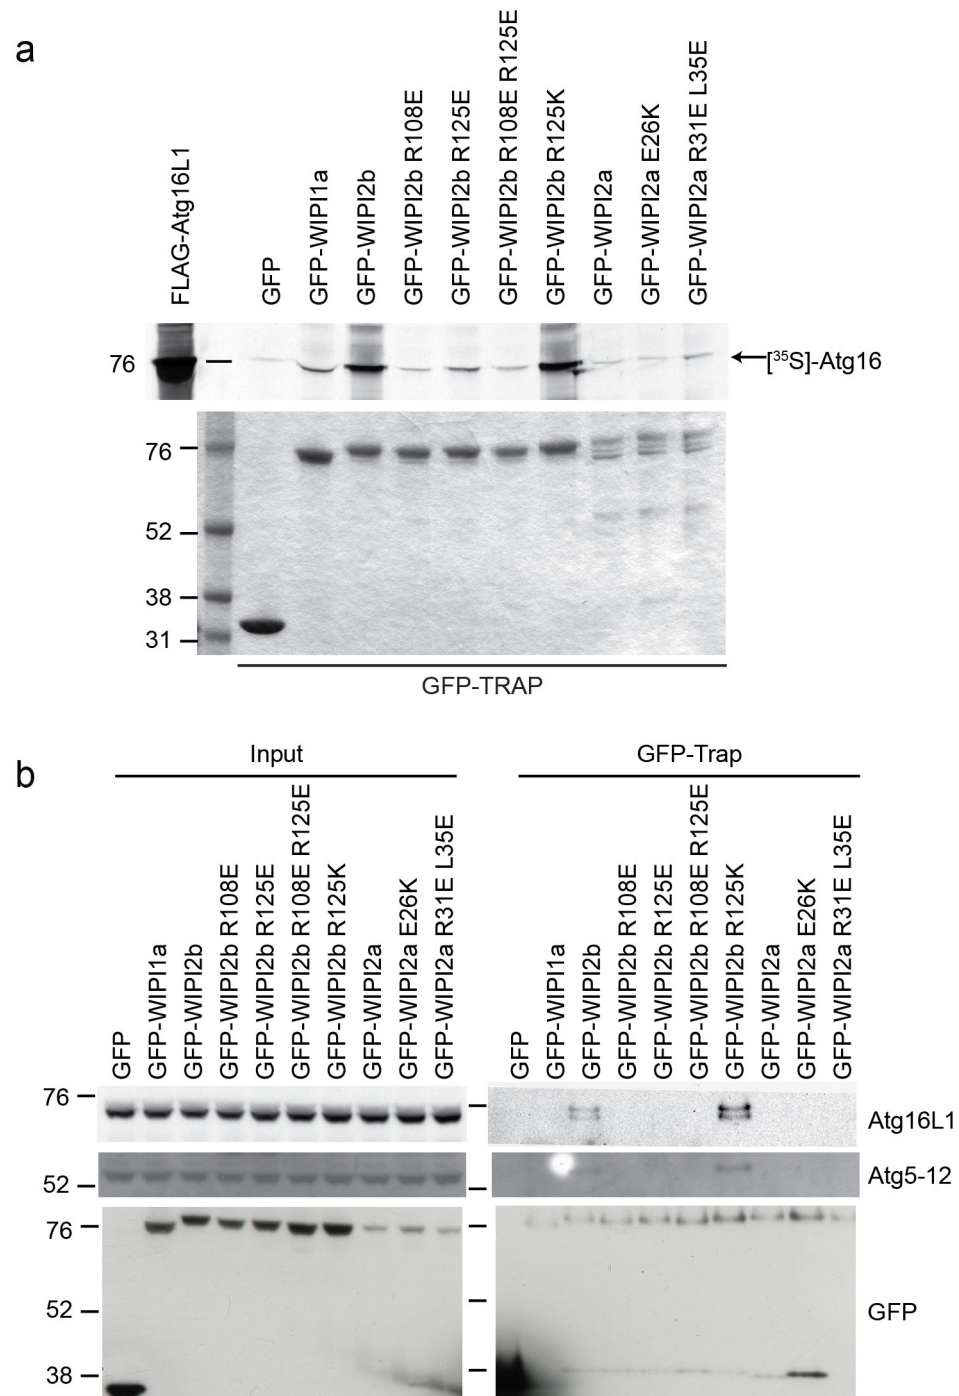 a
FLAG-Atg16L1
GFP
GFP-WIPI1a
GFP-WIPI2b
GFP-WIPI2b R108E
GFP-WIPI2b R125E
GFP-WIPI2b R108E R125E
GFP-WIPI2b R125K
GFP-WIPI2a
GFP-WIPI2a E26K
GFP-WIPI2a R31E L35E
76
[³⁵S]-Atg16
76
52
38
31
GFP-TRAP
b
Input
GFP-Trap
GFP
GFP-WIPI1a
GFP-WIPI2b
GFP-WIPI2b R108E
GFP-WIPI2b R125E
GFP-WIPI2b R108E R125E
GFP-WIPI2b R125K
GFP-WIPI2a
GFP-WIPI2a E26K
GFP-WIPI2a R31E L35E
GFP
GFP-WIPI1a
GFP-WIPI2b
GFP-WIPI2b R108E
GFP-WIPI2b R125E
GFP-WIPI2b R108E R125E
GFP-WIPI2b R125K
GFP-WIPI2a
GFP-WIPI2a E26K
GFP-WIPI2a R31E L35E
76
Atg16L1
52
Atg5-12
76
52
GFP
38